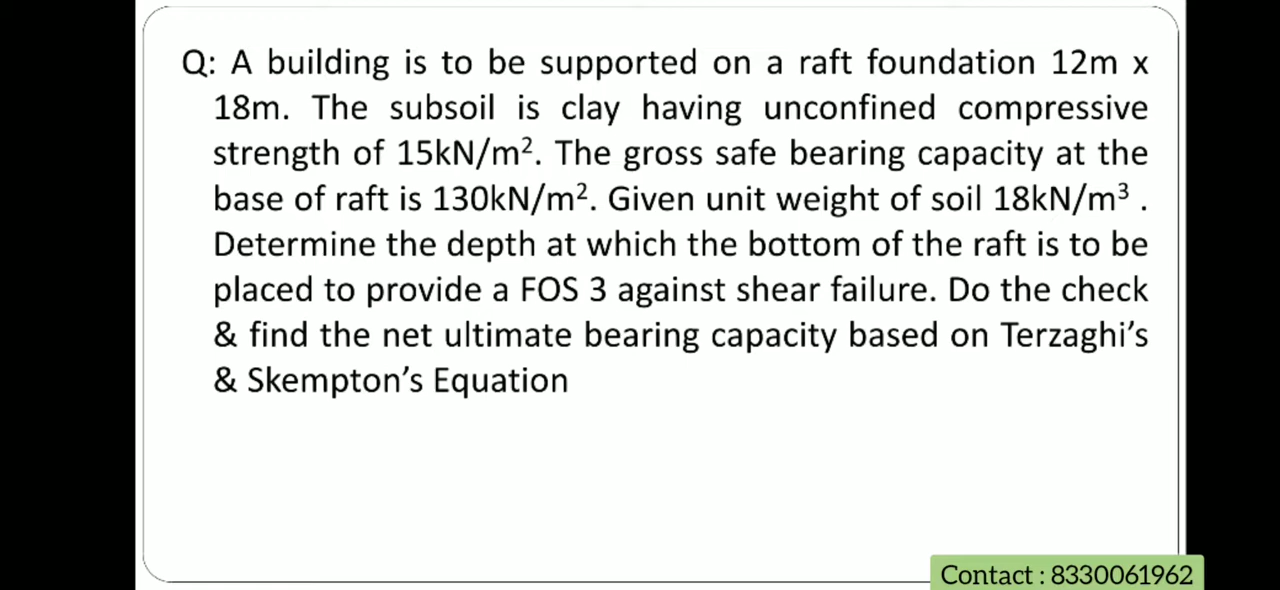 Q: A building is to be supported on a raft foundation 12m x
18m. The subsoil is clay having unconfined compressive
strength of 15kN/m². The gross safe bearing capacity at the
base of raft is 130kN/m². Given unit weight of soil 18kN/m³ .
Determine the depth at which the bottom of the raft is to be
placed to provide a FOS 3 against shear failure. Do the check
& find the net ultimate bearing capacity based on Terzaghi’s
& Skempton’s Equation
Contact : 8330061962